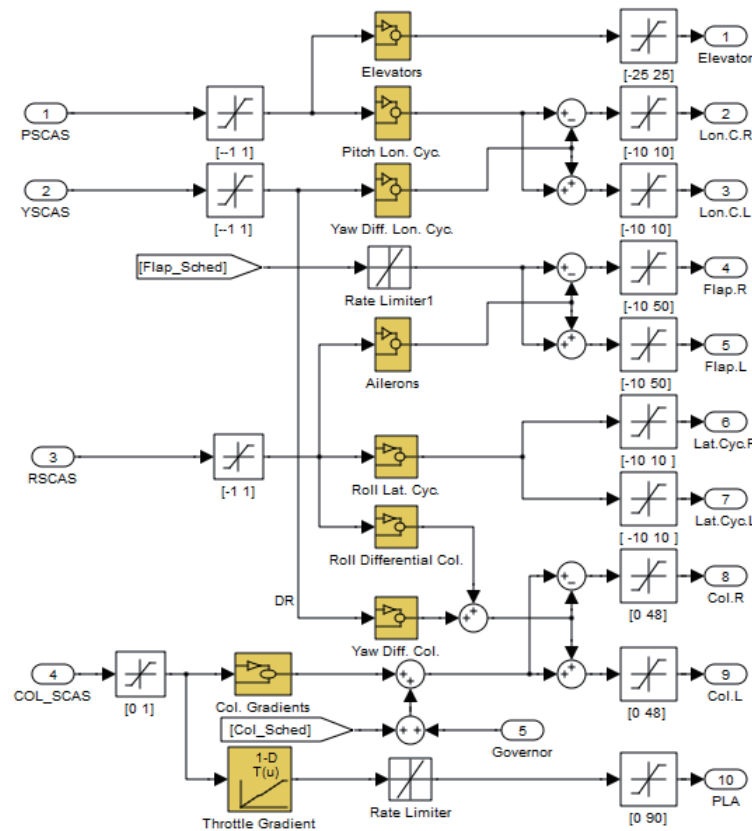 1
Elevators
[-25 25]
Elevator
1
PSCAS
[--1 1]
Pitch Lon. Cyc.
[-10 10]
2
Lon.C.R
2
YSCAS
[--1 1]
Yaw Diff. Lon. Cyc.
[-10 10]
3
Lon.C.L
[Flap_Sched]
Rate Limiter1
[-10 50]
4
Flap.R
Ailerons
[-10 50]
5
Flap.L
3
RSCAS
[-1 1]
Roll Lat. Cyc.
[-10 10 ]
6
Lat.Cyc.R
[ -10 10 ]
7
Lat.Cyc.L
Roll Differential Col.
DR
Yaw Diff. Col.
[0 48]
8
Col.R
4
COL_SCAS
[0 1]
Col. Gradients
[0 48]
9
Col.L
[Col_Sched]
5
Governor
1-D
T(u)
Throttle Gradient
Rate Limiter
[0 90]
10
PLA